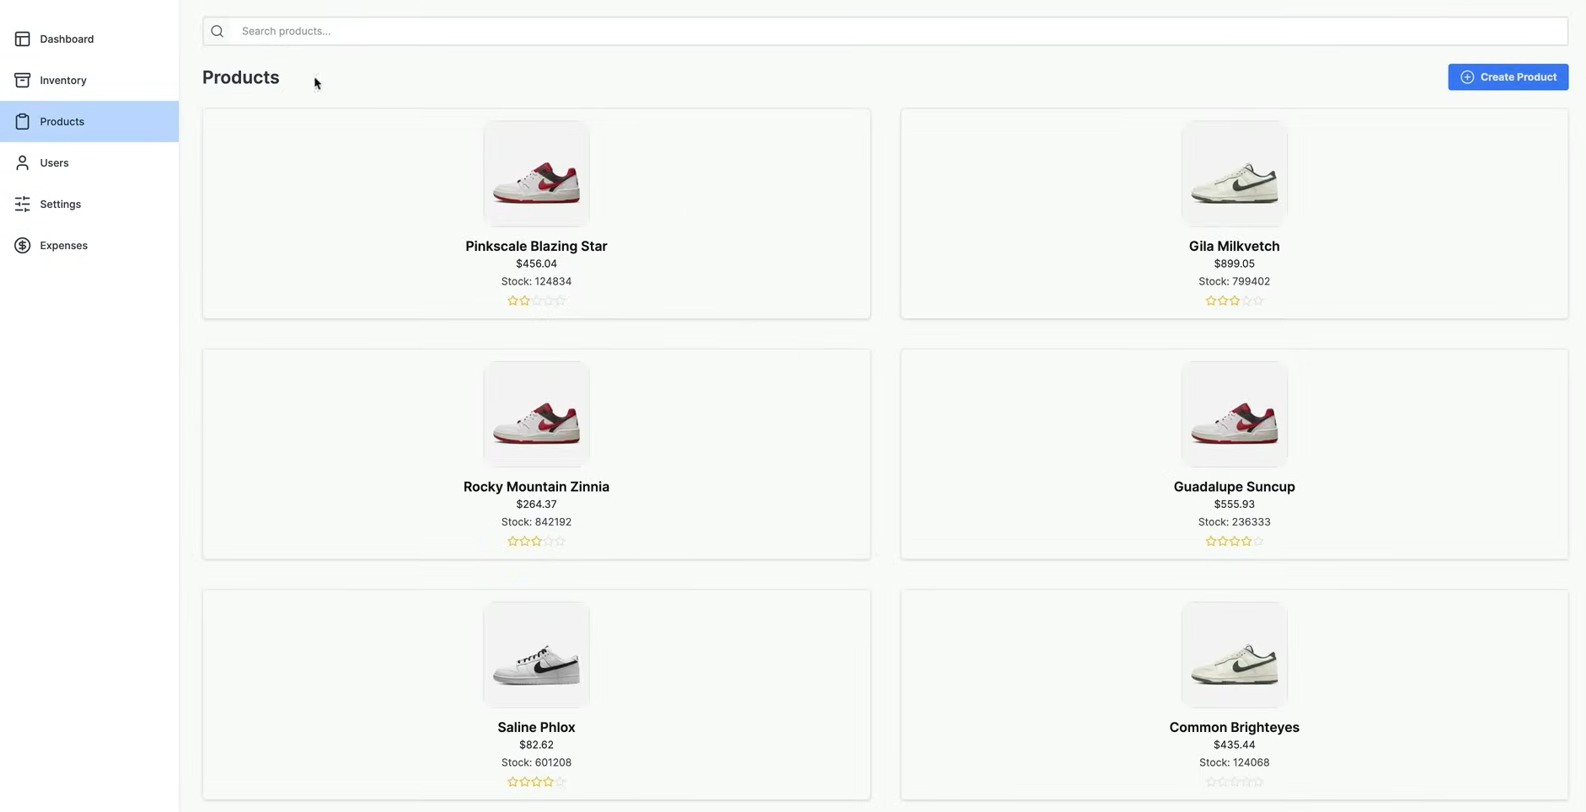 Dashboard
Inventory
Products
Users
Settings
Expenses
Search products...
Products
Create Product
Pinkscale Blazing Star
$456.04
Stock: 124834
Gila Milkvetch
$899.05
Stock: 799402
Rocky Mountain Zinnia
$264.37
Stock: 842192
Guadalupe Suncup
$555.93
Stock: 236333
Saline Phlox
$82.62
Stock: 601208
Common Brighteyes
$435.44
Stock: 124068